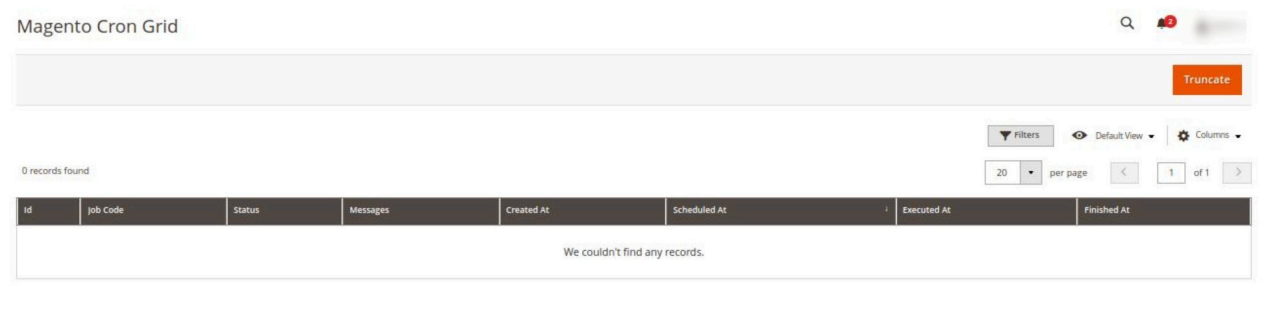 Magento Cron Grid
2
Truncate
Filters Default View Columns
0 records found
20 per page 1 of 1
Id Job Code Status Messages Created At Scheduled At ↓ Executed At Finished At
We couldn't find any records.